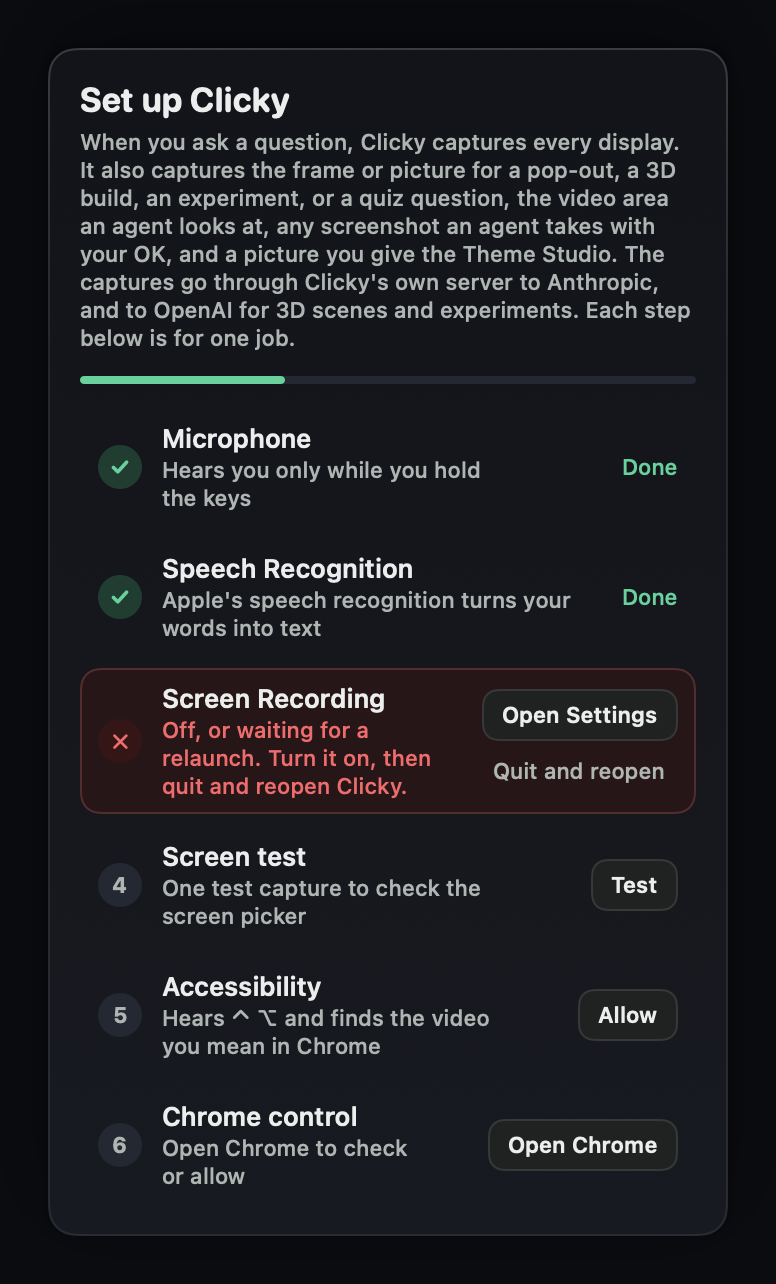 Set up Clicky
When you ask a question, Clicky captures every display.
It also captures the frame or picture for a pop-out, a 3D
build, an experiment, or a quiz question, the video area
an agent looks at, any screenshot an agent takes with
your OK, and a picture you give the Theme Studio. The
captures go through Clicky's own server to Anthropic,
and to OpenAI for 3D scenes and experiments. Each step
below is for one job.
Microphone
Hears you only while you hold
the keys
Done
Speech Recognition
Apple's speech recognition turns your
words into text
Done
Screen Recording
Off, or waiting for a
relaunch. Turn it on, then
quit and reopen Clicky.
Open Settings
Quit and reopen
4
Screen test
One test capture to check the
screen picker
Test
5
Accessibility
Hears ⌃ ⌥ and finds the video
you mean in Chrome
Allow
6
Chrome control
Open Chrome to check
or allow
Open Chrome